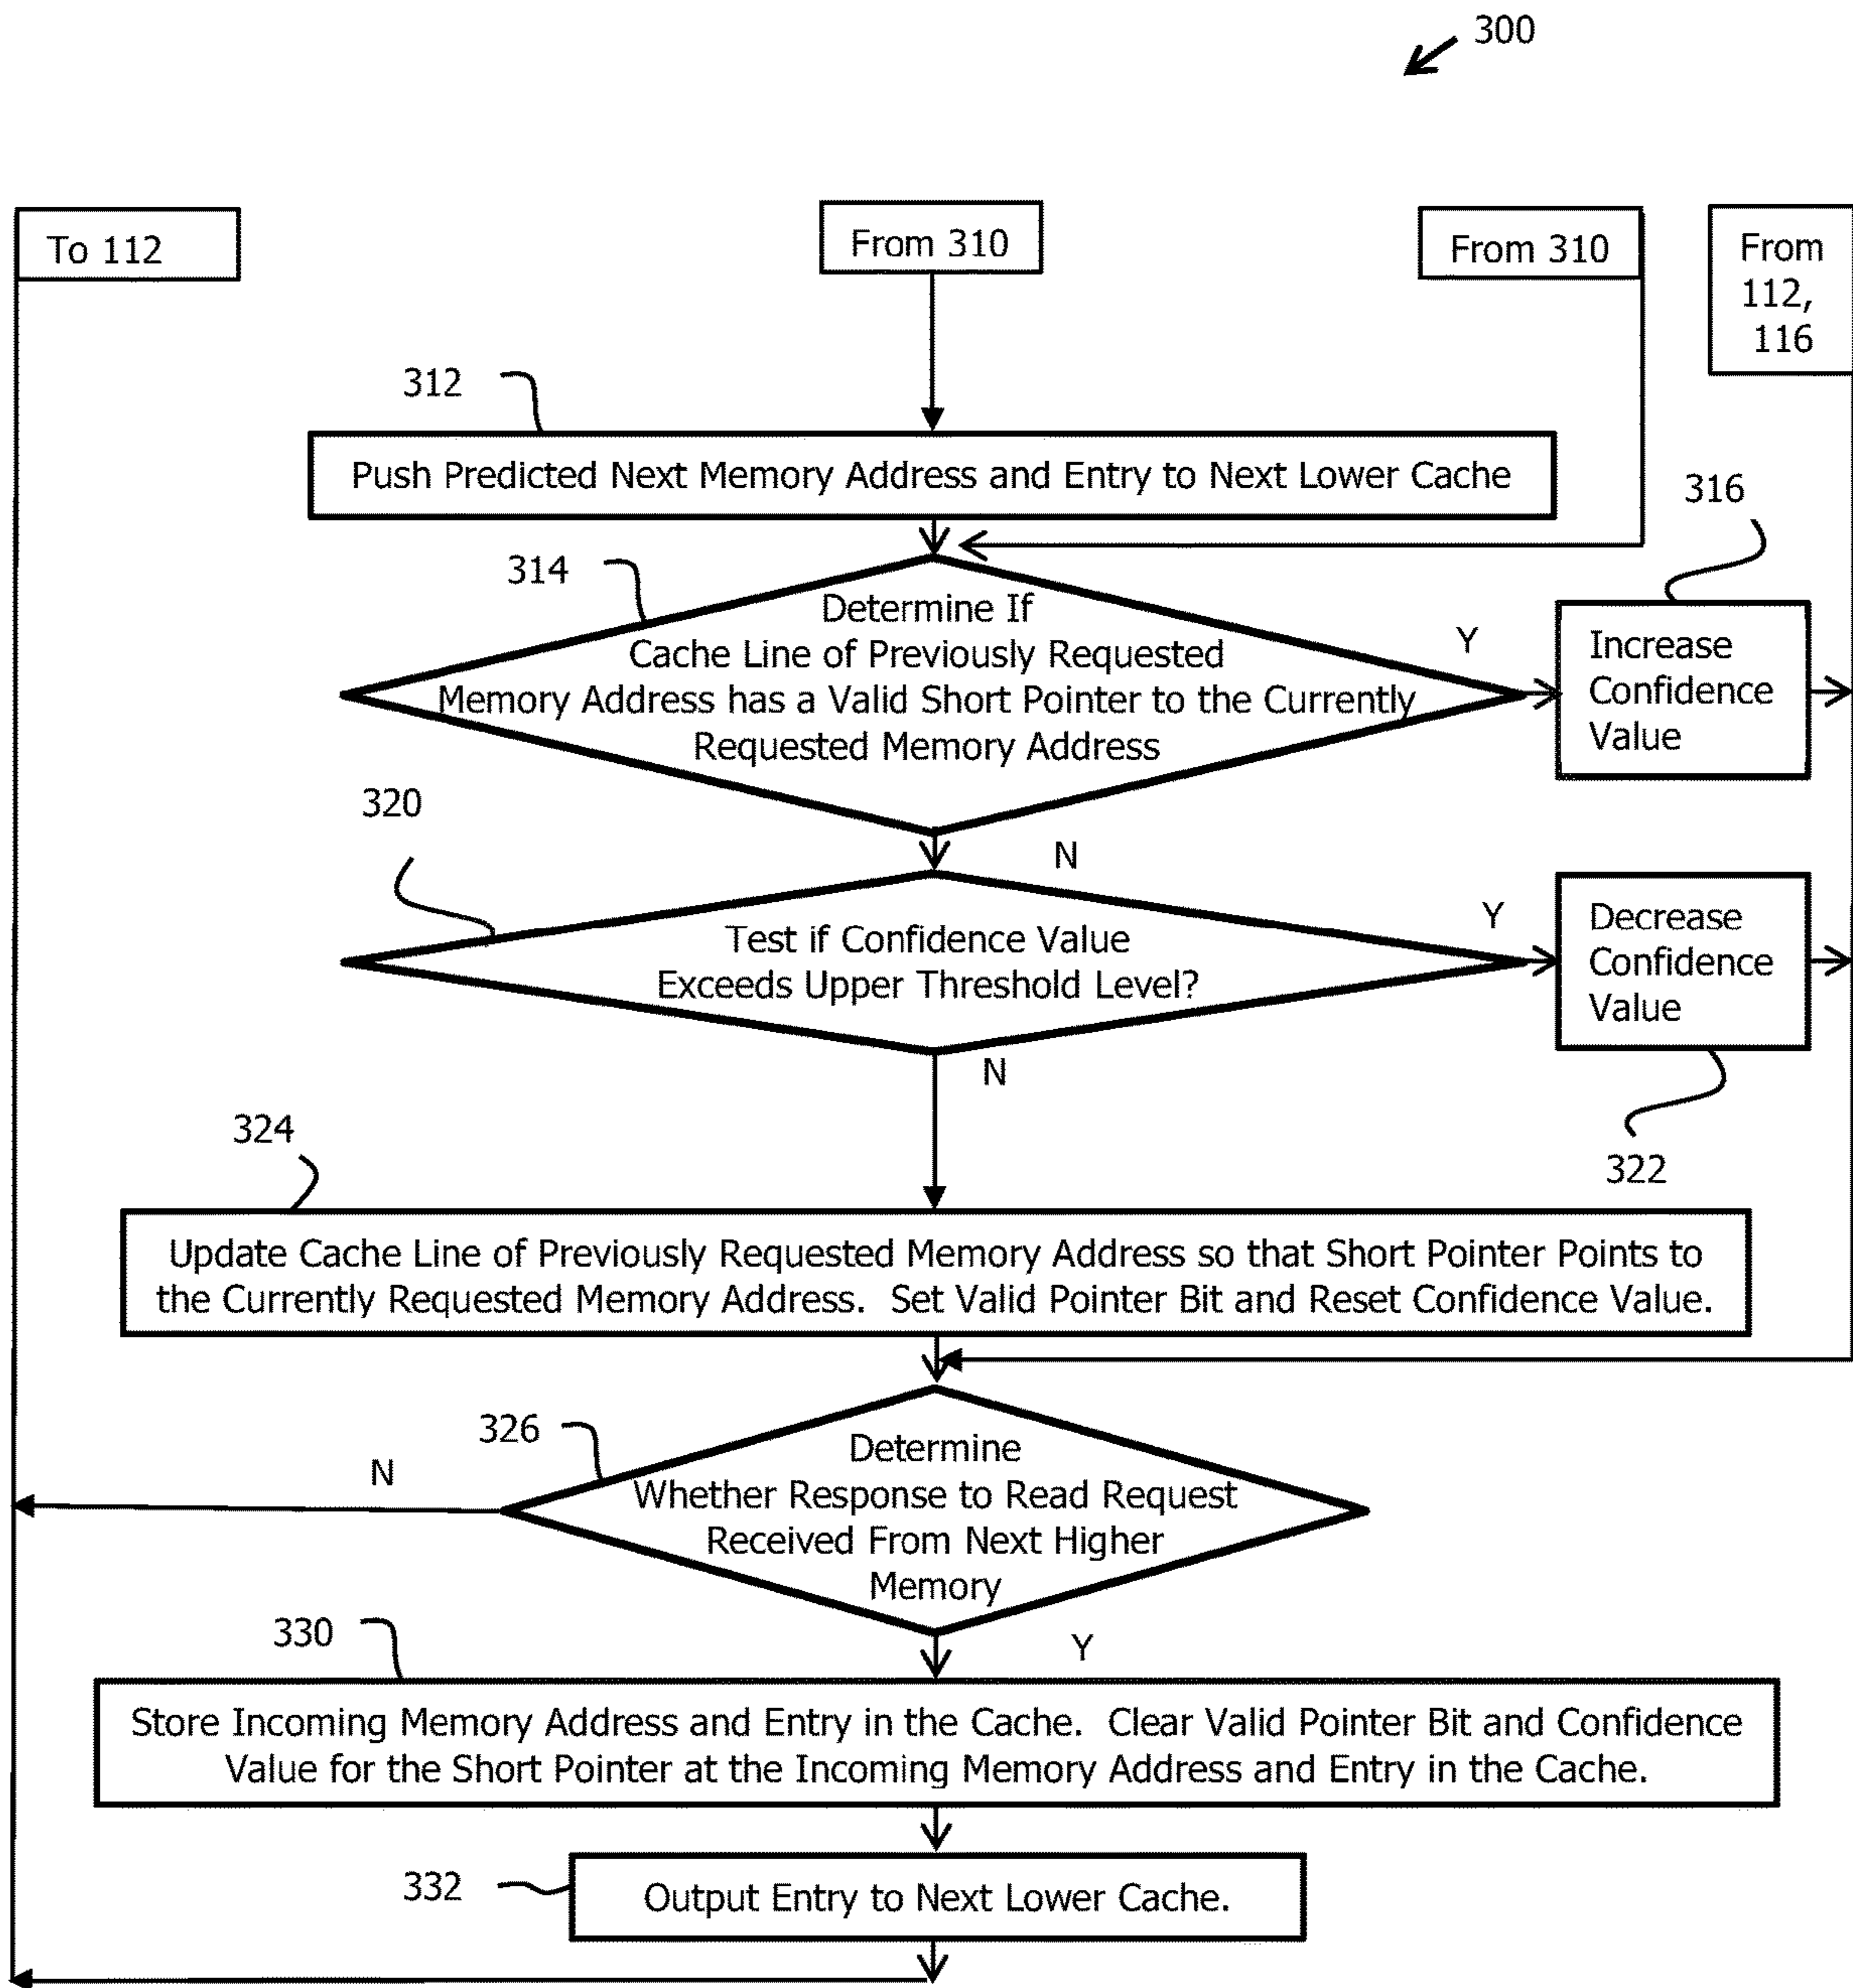 300
To 112
From 310
From 310
From
112,
116
312
Push Predicted Next Memory Address and Entry to Next Lower Cache
316
314
Determine If
Cache Line of Previously Requested
Memory Address has a Valid Short Pointer to the Currently
Requested Memory Address
Y
Increase
Confidence
Value
320
N
Test if Confidence Value
Exceeds Upper Threshold Level?
Y
Decrease
Confidence
Value
N
322
324
Update Cache Line of Previously Requested Memory Address so that Short Pointer Points to
the Currently Requested Memory Address. Set Valid Pointer Bit and Reset Confidence Value.
326
N
Determine
Whether Response to Read Request
Received From Next Higher
Memory
330
Y
Store Incoming Memory Address and Entry in the Cache. Clear Valid Pointer Bit and Confidence
Value for the Short Pointer at the Incoming Memory Address and Entry in the Cache.
332
Output Entry to Next Lower Cache.